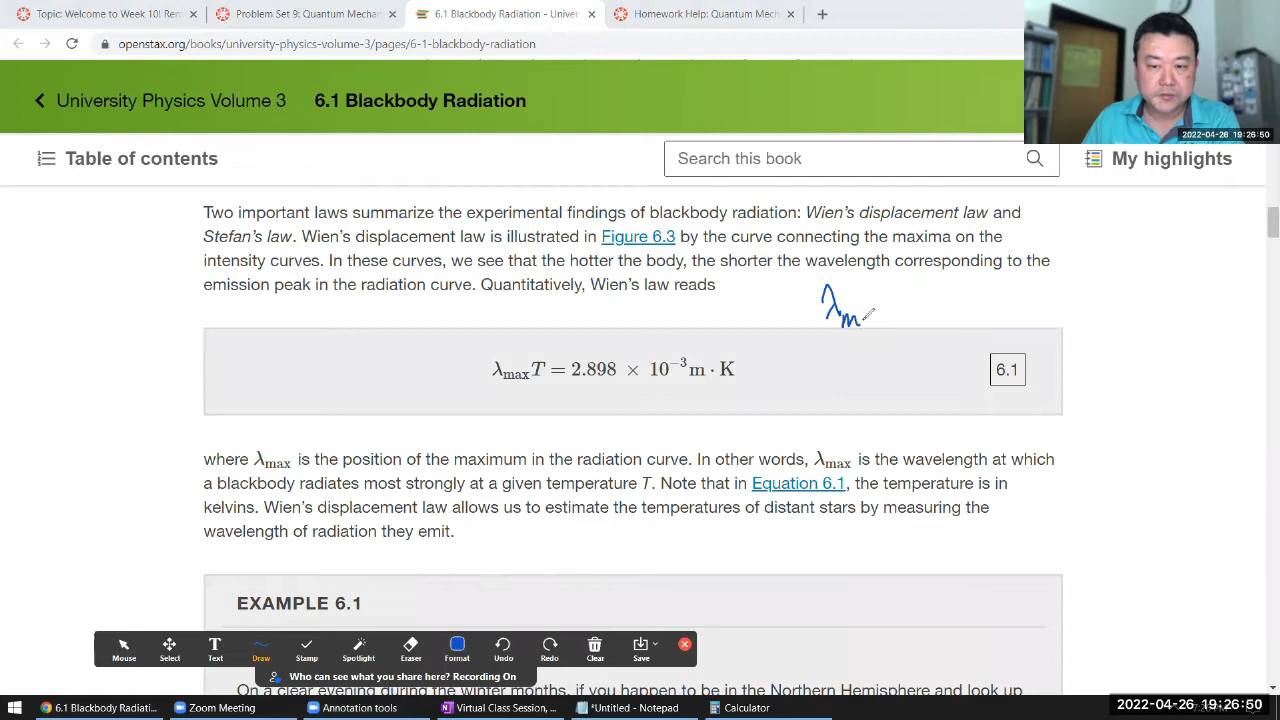 Topic: Welcome to Week 10! Rem
Problem Set 9: Quantum Mechan
6.1 Blackbody Radiation - Univer
Homework Help: Quantum Mech
openstax.org/books/university-physics-volume-3/pages/6-1-blackbody-radiation
2022-04-26 19:26:50
University Physics Volume 3 6.1 Blackbody Radiation
Table of contents
Search this book
My highlights
Two important laws summarize the experimental findings of blackbody radiation: Wien's displacement law and
Stefan's law. Wien's displacement law is illustrated in Figure 6.3 by the curve connecting the maxima on the
intensity curves. In these curves, we see that the hotter the body, the shorter the wavelength corresponding to the
emission peak in the radiation curve. Quantitatively, Wien's law reads
λm
λmaxT = 2.898 × 10⁻³ m · K
6.1
where λmax is the position of the maximum in the radiation curve. In other words, λmax is the wavelength at which
a blackbody radiates most strongly at a given temperature T. Note that in Equation 6.1, the temperature is in
kelvins. Wien's displacement law allows us to estimate the temperatures of distant stars by measuring the
wavelength of radiation they emit.
EXAMPLE 6.1
Mouse Select Text Draw Stamp Spotlight Eraser Format Undo Redo Clear Save
Who can see what you share here? Recording On
On a clear evening during the winter months, if you happen to be in the Northern Hemisphere and look up
6.1 Blackbody Radiati...
Zoom Meeting
Annotation tools
Virtual Class Session, ...
*Untitled - Notepad
Calculator
2022-04-26 19:26:50